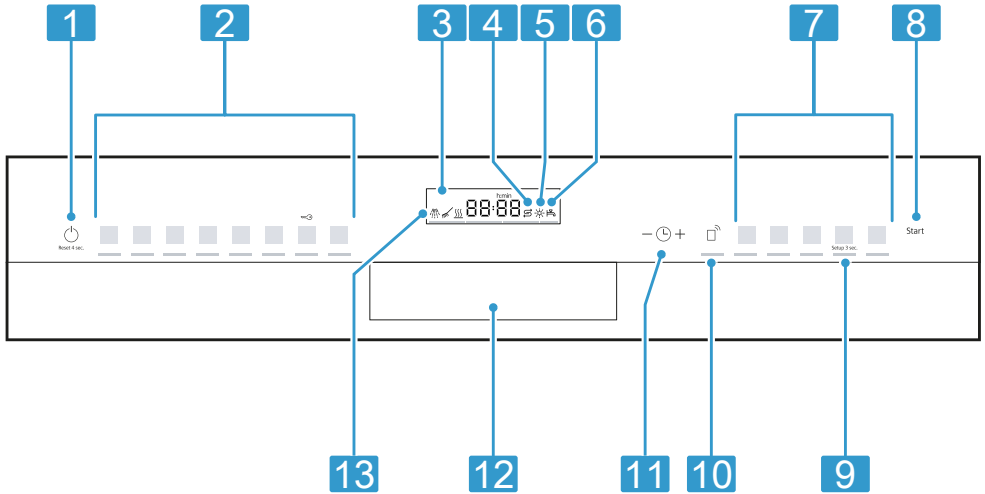 1 2 3 4 5 6 7 8
h:min
88:88
Reset 4 sec.
− +
Setup 3 sec.
Start
13 12 11 10 9